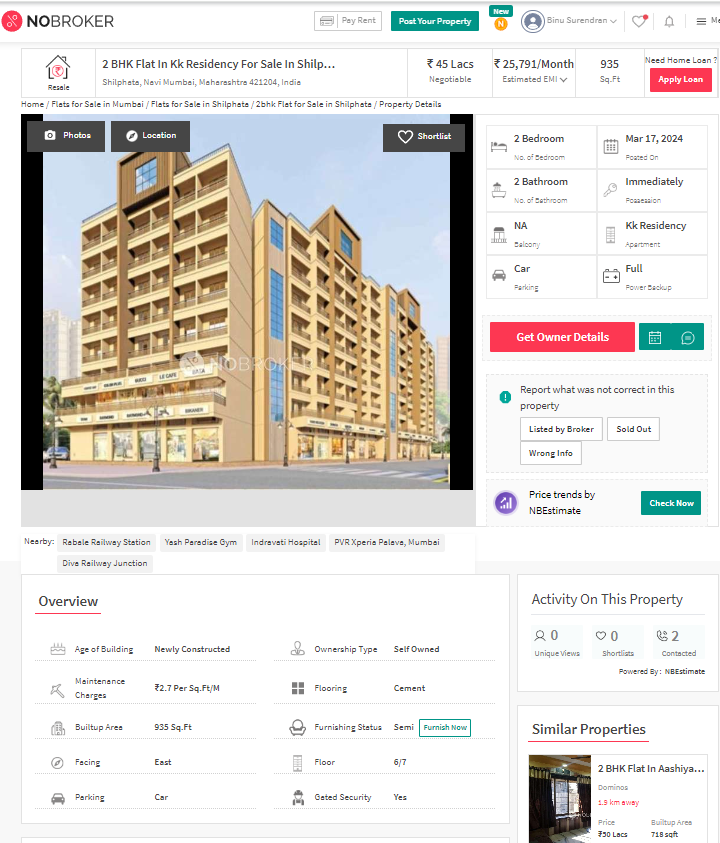 NOBROKER
Pay Rent
Post Your Property
New
N
Binu Surendran
Me
Resale
2 BHK Flat In Kk Residency For Sale In Shilp...
Shilphata, Navi Mumbai, Maharashtra 421204, India
₹ 45 Lacs
Negotiable
₹ 25,791/Month
Estimated EMI
935
Sq.Ft
Need Home Loan ?
Apply Loan
Home / Flats for Sale in Mumbai / Flats for Sale in Shilphata / 2bhk Flat for Sale in Shilphata / Property Details
Photos
Location
Shortlist
NOBROKER
GUCCI
LE CAFE
ZARA
2 Bedroom
No. of Bedroom
Mar 17, 2024
Posted On
2 Bathroom
No. of Bathroom
Immediately
Possession
NA
Balcony
Kk Residency
Apartment
Car
Parking
Full
Power Backup
Get Owner Details
Report what was not correct in this
property
Listed by Broker
Sold Out
Wrong Info
Price trends by
NBEstimate
Check Now
Nearby:
Rabale Railway Station
Yash Paradise Gym
Indravati Hospital
PVR Xperia Palava, Mumbai
Diva Railway Junction
Overview
Age of Building
Newly Constructed
Ownership Type
Self Owned
Maintenance
Charges
₹2.7 Per Sq.Ft/M
Flooring
Cement
Builtup Area
935 Sq.Ft
Furnishing Status
Semi
Furnish Now
Facing
East
Floor
6/7
Parking
Car
Gated Security
Yes
Activity On This Property
0
Unique Views
0
Shortlists
2
Contacted
Powered By : NBEstimate
Similar Properties
2 BHK Flat In Aashiya...
Dominos
1.3 km away
Price
₹50 Lacs
Builtup Area
718 sqft